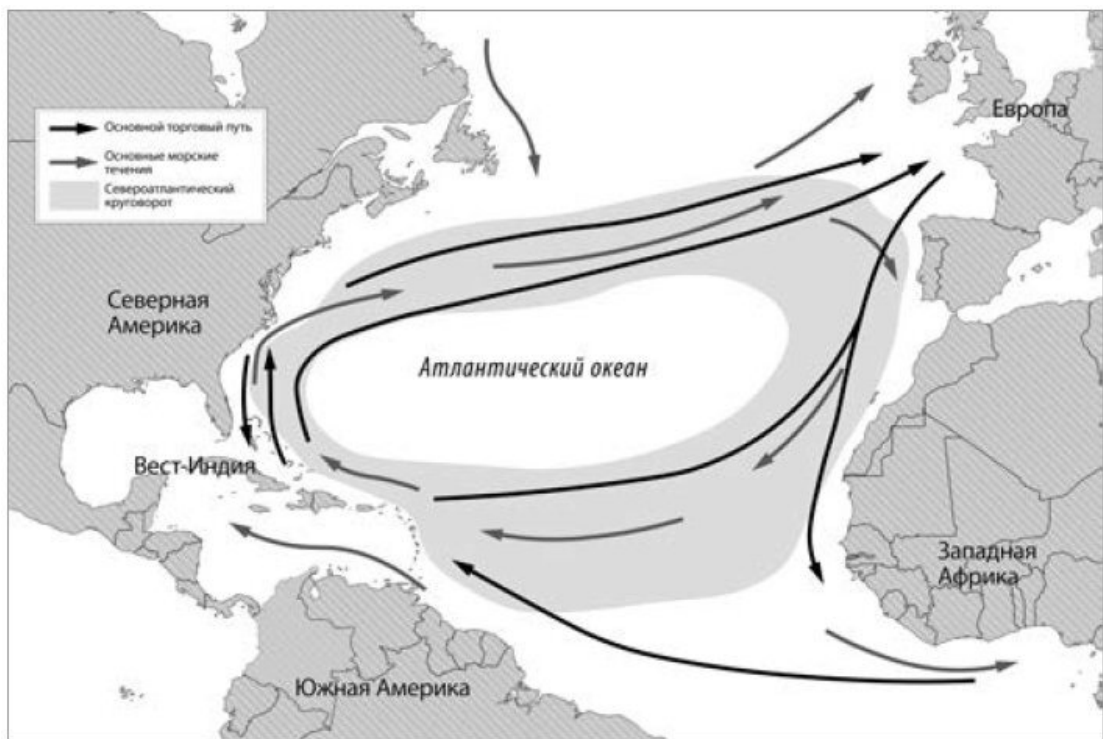 Основной торговый путь
Основные морские
течения
Североатлантический
круговорот
Европа
Северная
Америка
Атлантический океан
Вест-Индия
Западная
Африка
Южная Америка